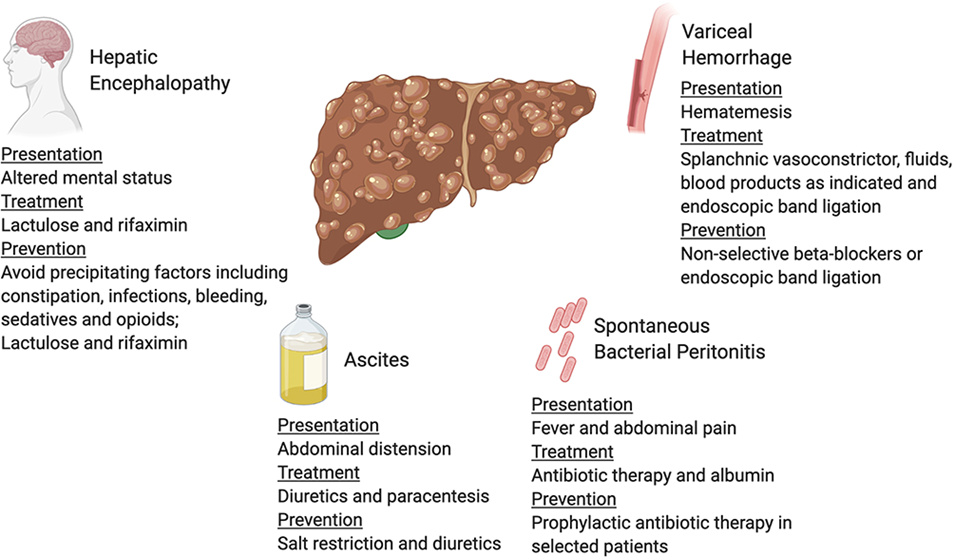 Hepatic
Encephalopathy
Presentation
Altered mental status
Treatment
Lactulose and rifaximin
Prevention
Avoid precipitating factors including
constipation, infections, bleeding,
sedatives and opioids;
Lactulose and rifaximin
Variceal
Hemorrhage
Presentation
Hematemesis
Treatment
Splanchnic vasoconstrictor, fluids,
blood products as indicated and
endoscopic band ligation
Prevention
Non-selective beta-blockers or
endoscopic band ligation
Ascites
Presentation
Abdominal distension
Treatment
Diuretics and paracentesis
Prevention
Salt restriction and diuretics
Spontaneous
Bacterial Peritonitis
Presentation
Fever and abdominal pain
Treatment
Antibiotic therapy and albumin
Prevention
Prophylactic antibiotic therapy in
selected patients